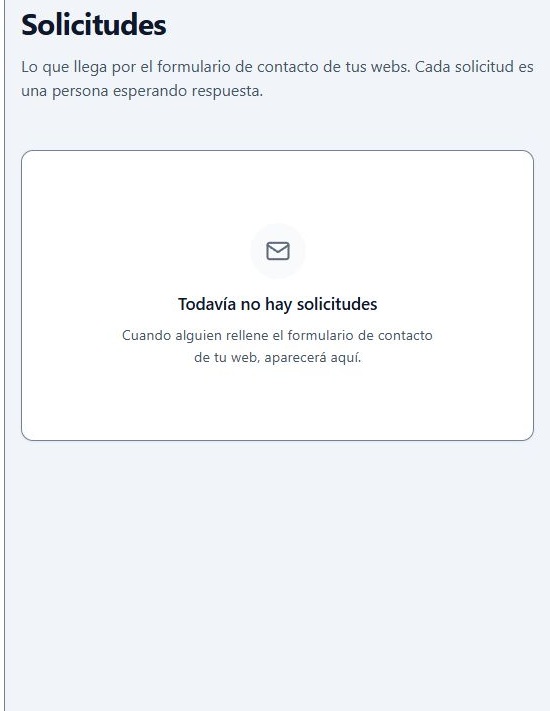 Solicitudes
Lo que llega por el formulario de contacto de tus webs. Cada solicitud es
una persona esperando respuesta.
Todavía no hay solicitudes
Cuando alguien rellene el formulario de contacto
de tu web, aparecerá aquí.